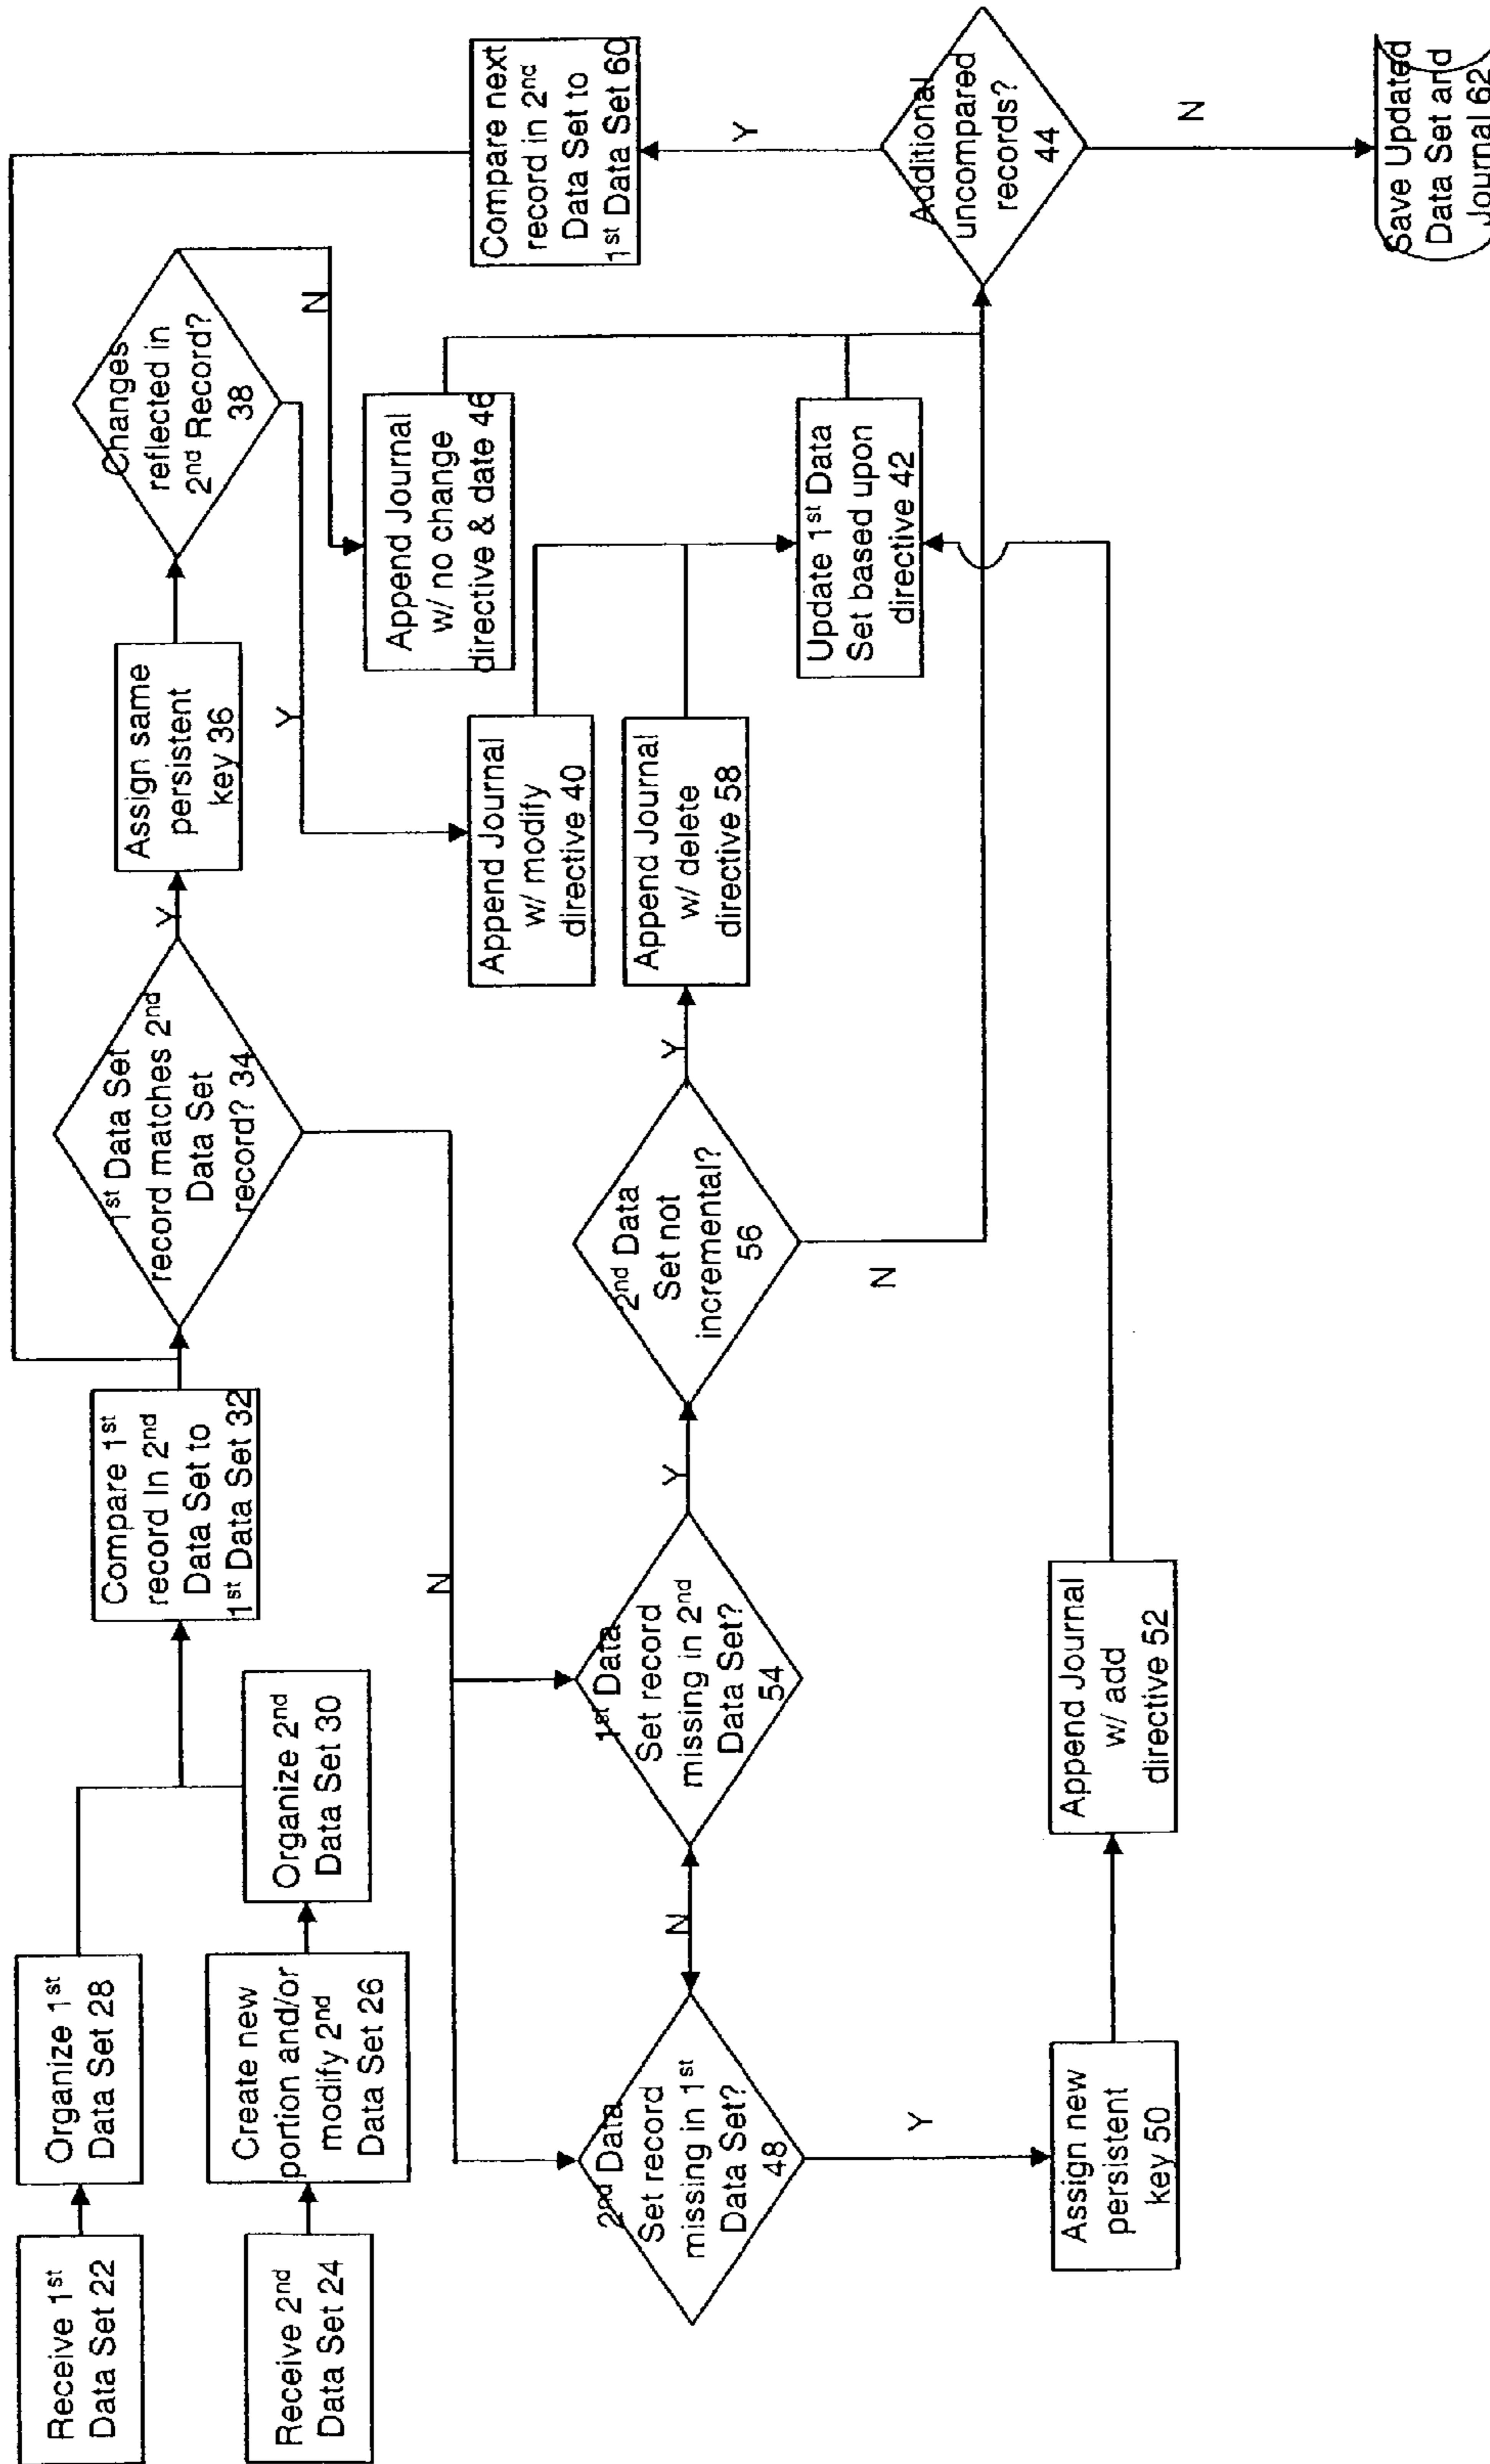 Receive 1st
Data Set 22
Organize 1st
Data Set 28
Receive 2nd
Data Set 24
Create new
portion and/or
modify 2nd
Data Set 26
Organize 2nd
Data Set 30
Compare 1st
record in 2nd
Data Set to
1st Data Set 32
1st Data Set
record matches 2nd
Data Set
record? 34
Y
N
Assign same
persistent
key 36
Changes
reflected in
2nd Record?
38
Y
N
Append Journal
w/ modify
directive 40
Append Journal
w/ no change
directive & date 46
2nd Data
Set record
missing in 1st
Data Set?
48
N
Y
1st Data
Set record
missing in 2nd
Data Set?
54
Y
2nd Data
Set not
incremental?
56
Y
N
Append Journal
w/ delete
directive 58
Update 1st Data
Set based upon
directive 42
Assign new
persistent
key 50
Append Journal
w/ add
directive 52
Compare next
record in 2nd
Data Set to
1st Data Set 60
Y
Additional
uncompared
records?
44
N
Save Updated
Data Set and
Journal 62